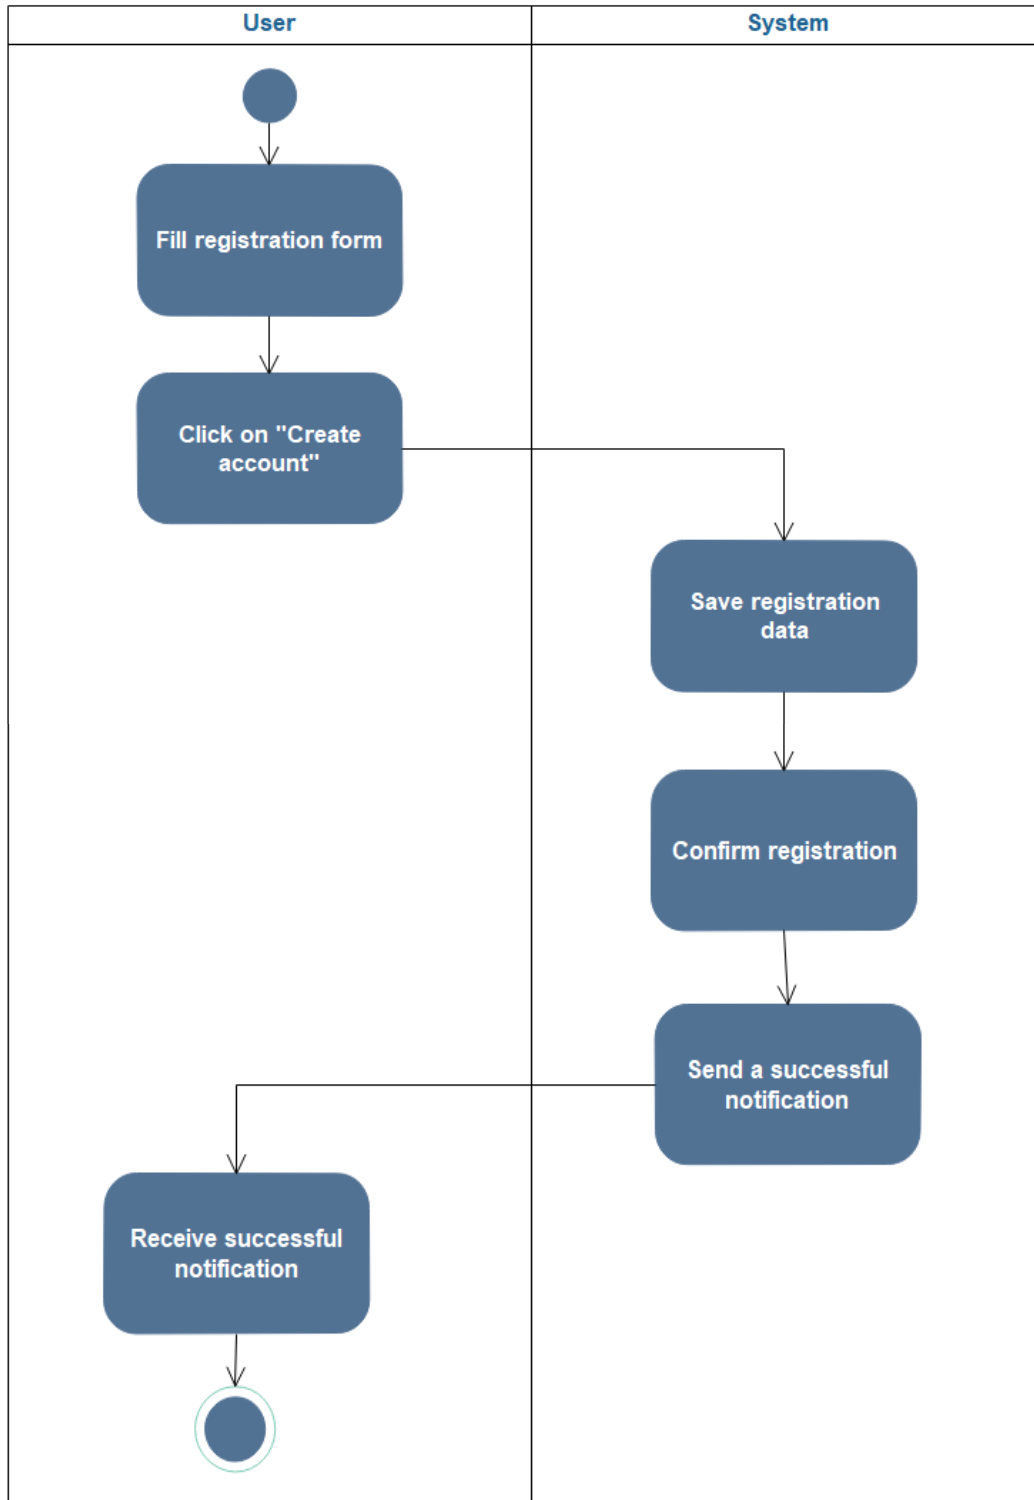 User
System
Fill registration form
Click on "Create
account"
Save registration
data
Confirm registration
Send a successful
notification
Receive successful
notification